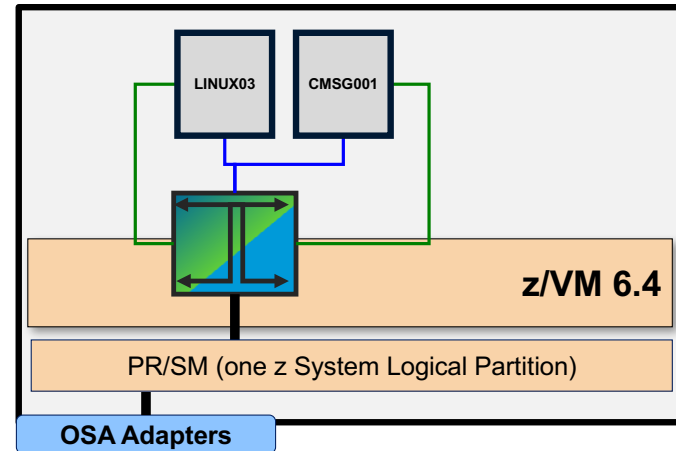 LINUX03
CMSG001
z/VM 6.4
PR/SM (one z System Logical Partition)
OSA Adapters